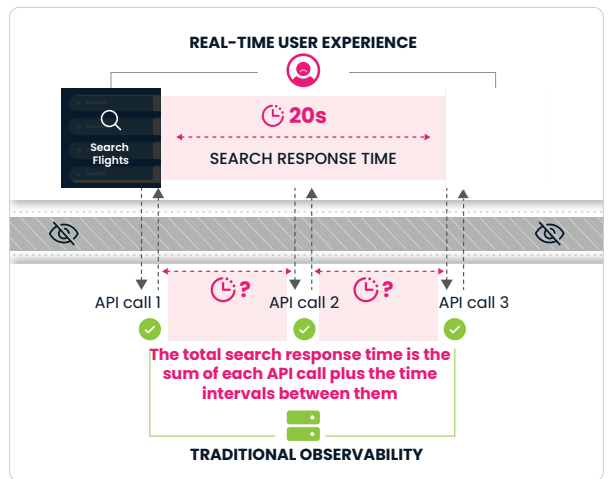 REAL-TIME USER EXPERIENCE
20s
Search
Flights
SEARCH RESPONSE TIME
?
?
API call 1
API call 2
API call 3
The total search response time is the
sum of each API call plus the time
intervals between them
TRADITIONAL OBSERVABILITY